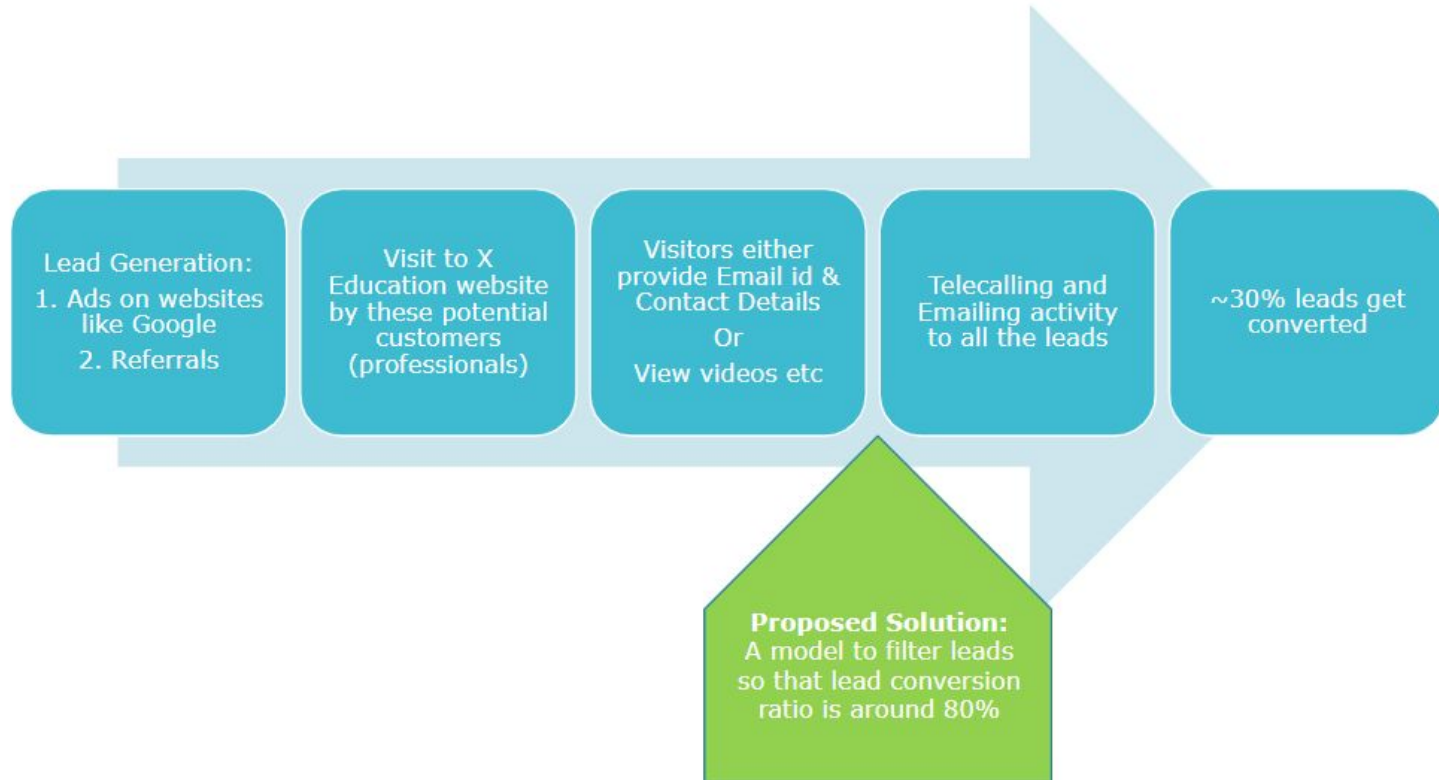 Lead Generation:
1. Ads on websites
like Google
2. Referrals
Visit to X
Education website
by these potential
customers
(professionals)
Visitors either
provide Email id &
Contact Details
Or
View videos etc
Telecalling and
Emailing activity
to all the leads
~30% leads get
converted
Proposed Solution:
A model to filter leads
so that lead conversion
ratio is around 80%